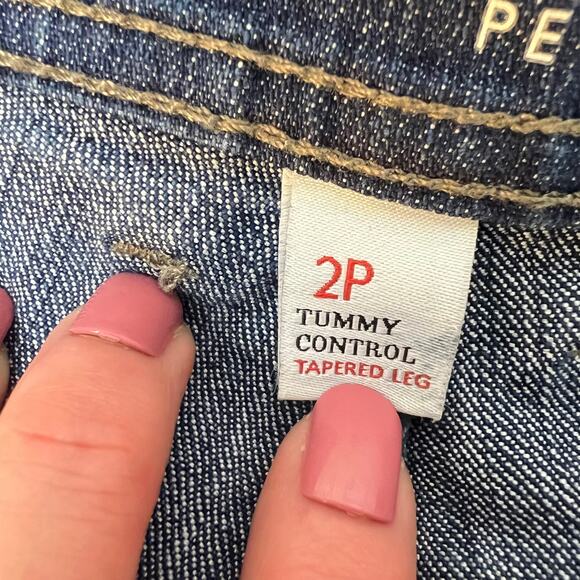 PE
2P
TUMMY
CONTROL
TAPERED LEG